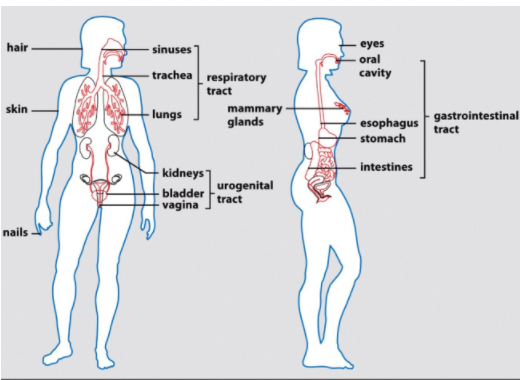 hair
sinuses
trachea
respiratory
tract
skin
lungs
kidneys
bladder
vagina
urogenital
tract
nails
eyes
oral
cavity
mammary
glands
esophagus
stomach
gastrointestinal
tract
intestines